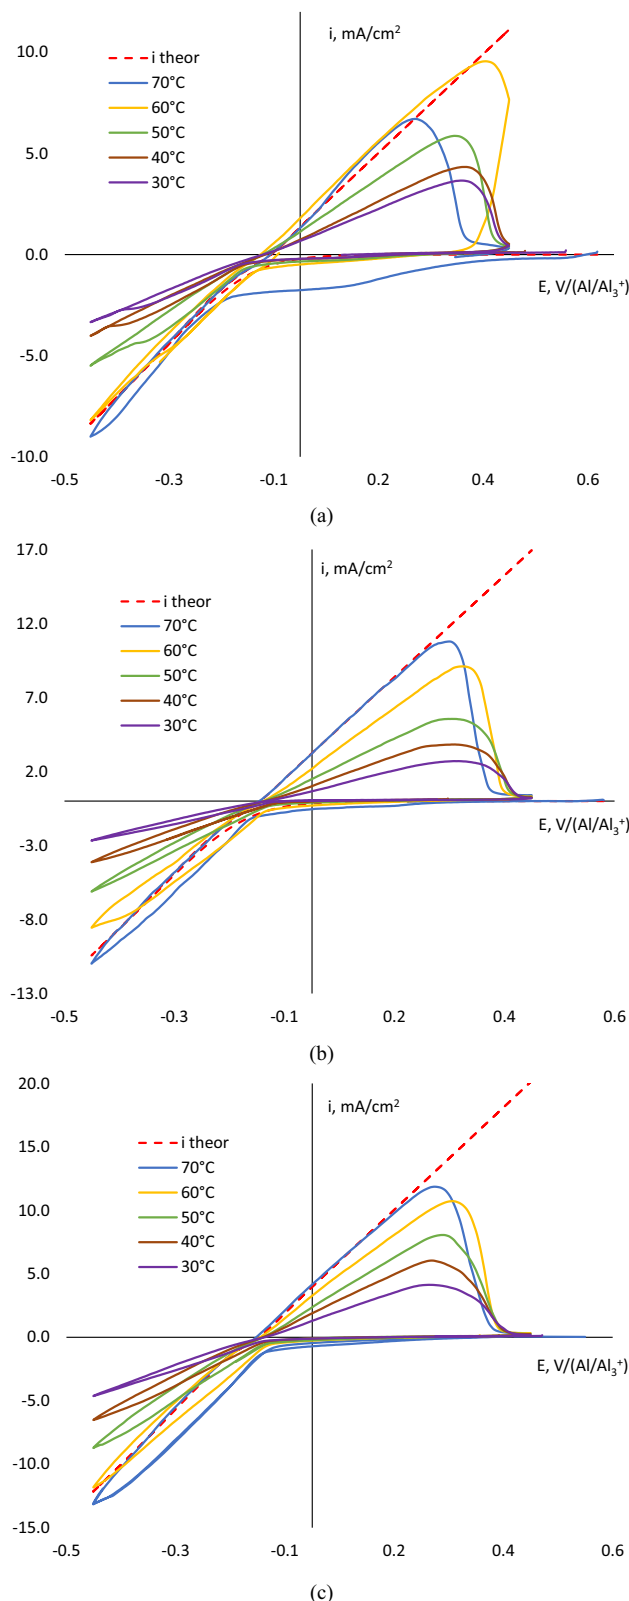 10.0
i, mA/cm²
i theor
70°C
60°C
5.0
50°C
40°C
30°C
0.0
E, V/(Al/Al₃⁺)
-5.0
-10.0
-0.5 -0.3 -0.1 0.2 0.4 0.6
(a)
17.0
i, mA/cm²
i theor
12.0
70°C
60°C
7.0
50°C
40°C
2.0
30°C
E, V/(Al/Al₃⁺)
-3.0
-8.0
-13.0
-0.5 -0.3 -0.1 0.2 0.4 0.6
(b)
20.0
i, mA/cm²
15.0
i theor
70°C
10.0
60°C
50°C
5.0
40°C
30°C
0.0
E, V/(Al/Al₃⁺)
-5.0
-10.0
-15.0
-0.5 -0.3 -0.1 0.2 0.4 0.6
(c)